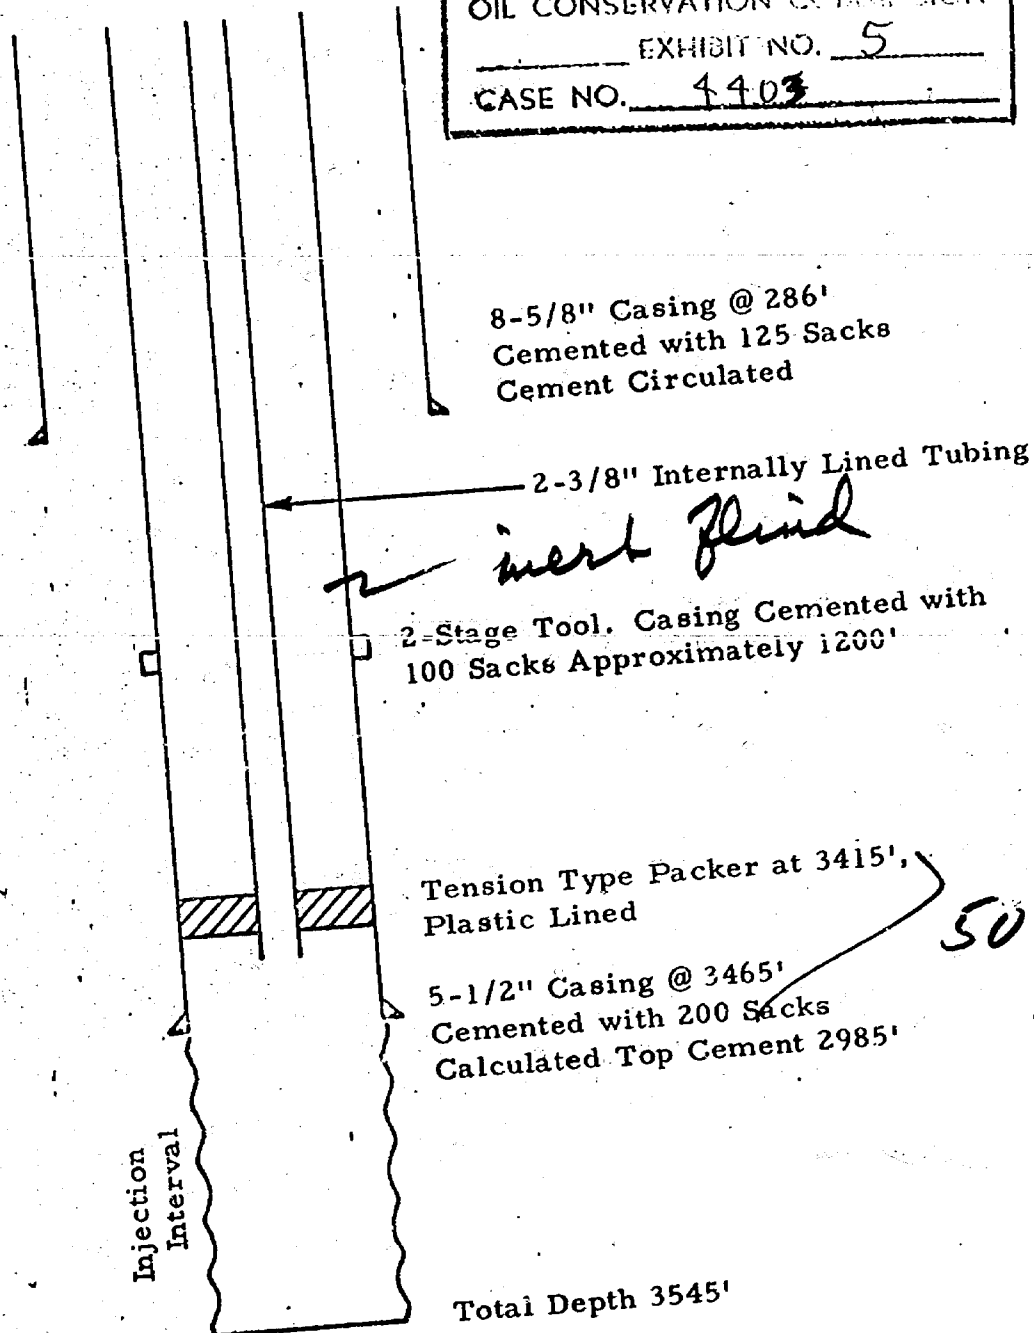 OIL CONSERVATION
EXHIBIT NO. 5
CASE NO. 4403
8-5/8" Casing @ 286'
Cemented with 125 Sacks
Cement Circulated
2-3/8" Internally Lined Tubing
inert fluid
2-Stage Tool. Casing Cemented with
100 Sacks Approximately 1200'
Tension Type Packer at 3415',
Plastic Lined
50
5-1/2" Casing @ 3465'
Cemented with 200 Sacks
Calculated Top Cement 2985'
Injection
Interval
Total Depth 3545'